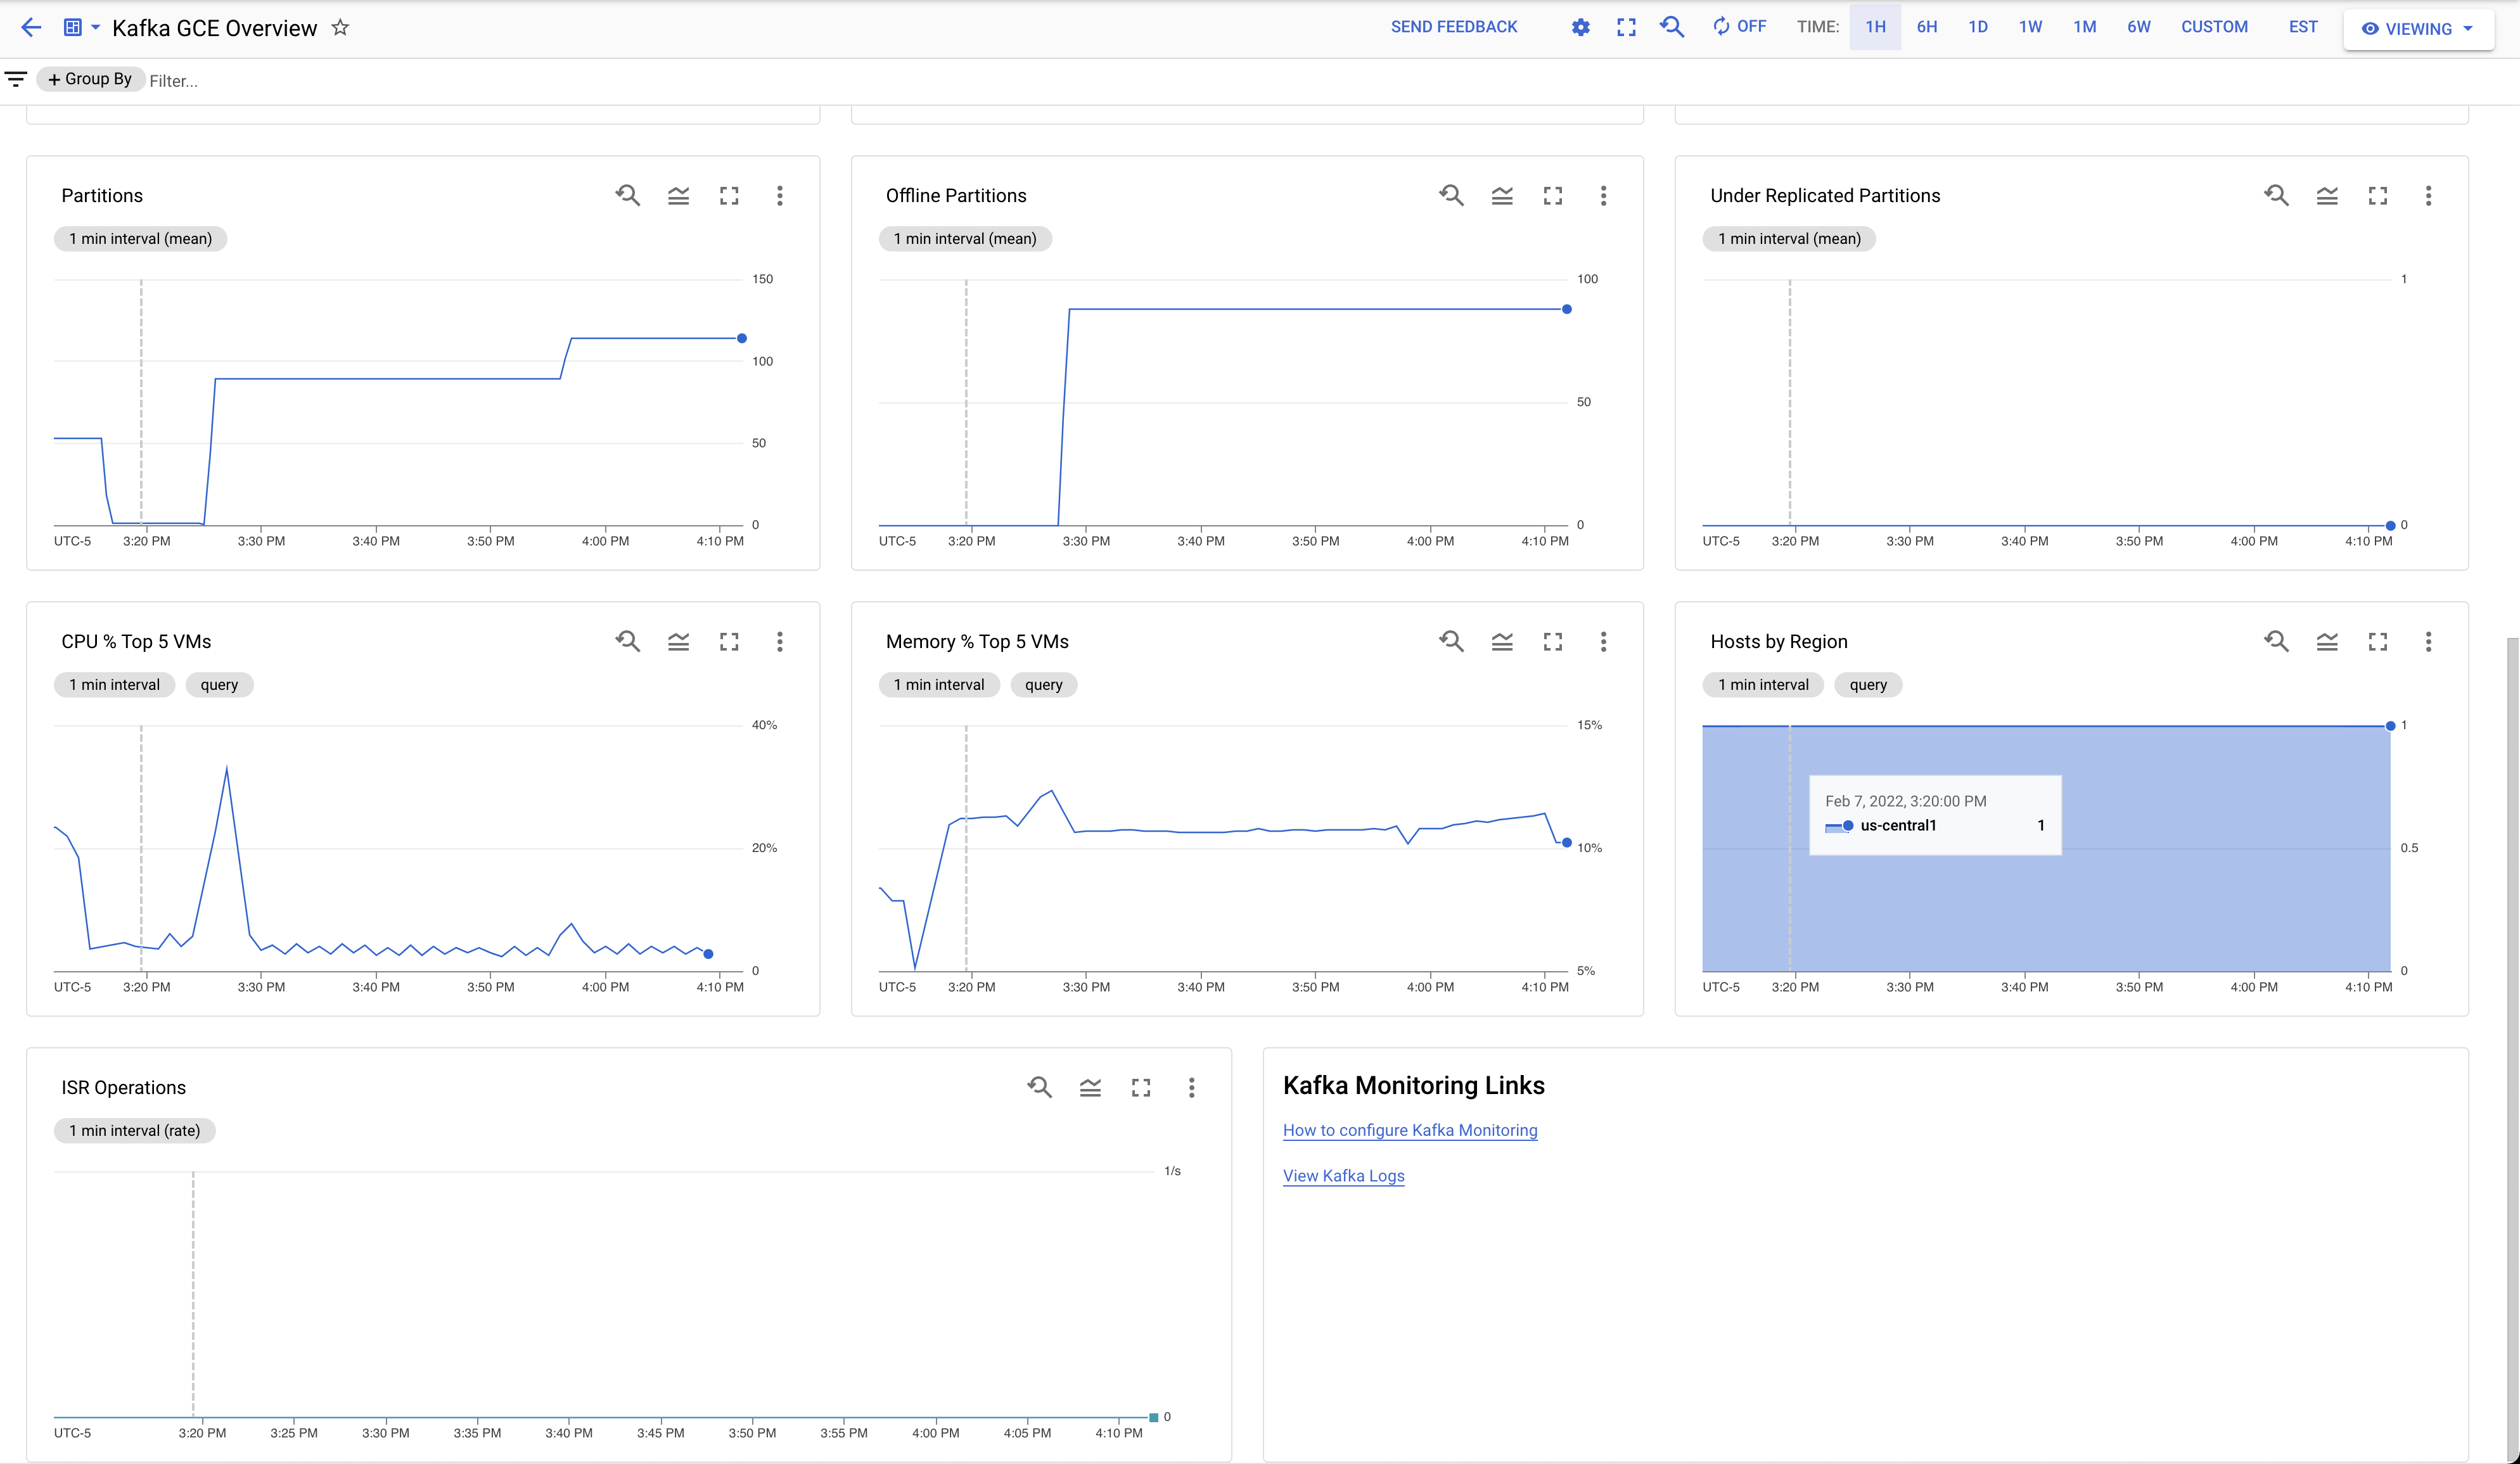 Kafka GCE Overview
SEND FEEDBACK
OFF
TIME:
1H
6H
1D
1W
1M
6W
CUSTOM
EST
VIEWING
+ Group By
Filter...
Partitions
1 min interval (mean)
150
100
50
0
UTC-5
3:20 PM
3:30 PM
3:40 PM
3:50 PM
4:00 PM
4:10 PM
Offline Partitions
1 min interval (mean)
100
50
0
UTC-5
3:20 PM
3:30 PM
3:40 PM
3:50 PM
4:00 PM
4:10 PM
Under Replicated Partitions
1 min interval (mean)
1
0
UTC-5
3:20 PM
3:30 PM
3:40 PM
3:50 PM
4:00 PM
4:10 PM
CPU % Top 5 VMs
1 min interval
query
40%
20%
0
UTC-5
3:20 PM
3:30 PM
3:40 PM
3:50 PM
4:00 PM
4:10 PM
Memory % Top 5 VMs
1 min interval
query
15%
10%
5%
UTC-5
3:20 PM
3:30 PM
3:40 PM
3:50 PM
4:00 PM
4:10 PM
Hosts by Region
1 min interval
query
1
Feb 7, 2022, 3:20:00 PM
us-central1 1
0.5
0
UTC-5
3:20 PM
3:30 PM
3:40 PM
3:50 PM
4:00 PM
4:10 PM
ISR Operations
1 min interval (rate)
1/s
0
UTC-5
3:20 PM
3:25 PM
3:30 PM
3:35 PM
3:40 PM
3:45 PM
3:50 PM
3:55 PM
4:00 PM
4:05 PM
4:10 PM
Kafka Monitoring Links
How to configure Kafka Monitoring
View Kafka Logs